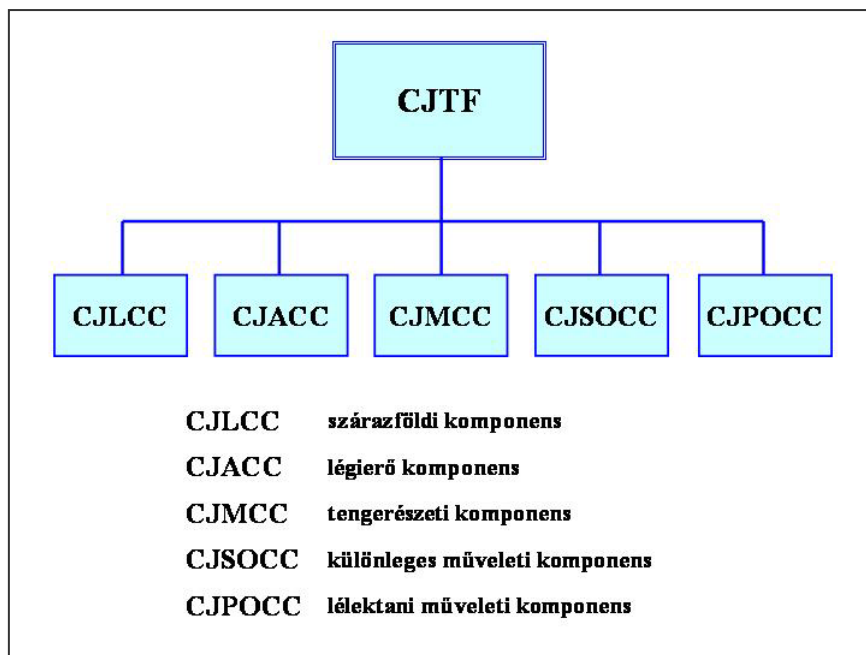 CJTF
CJLCC CJACC CJMCC CJSOCC CJPOCC
CJLCC szárazföldi komponens
CJACC légierő komponens
CJMCC tengerészeti komponens
CJSOCC különleges műveleti komponens
CJPOCC lélektani műveleti komponens